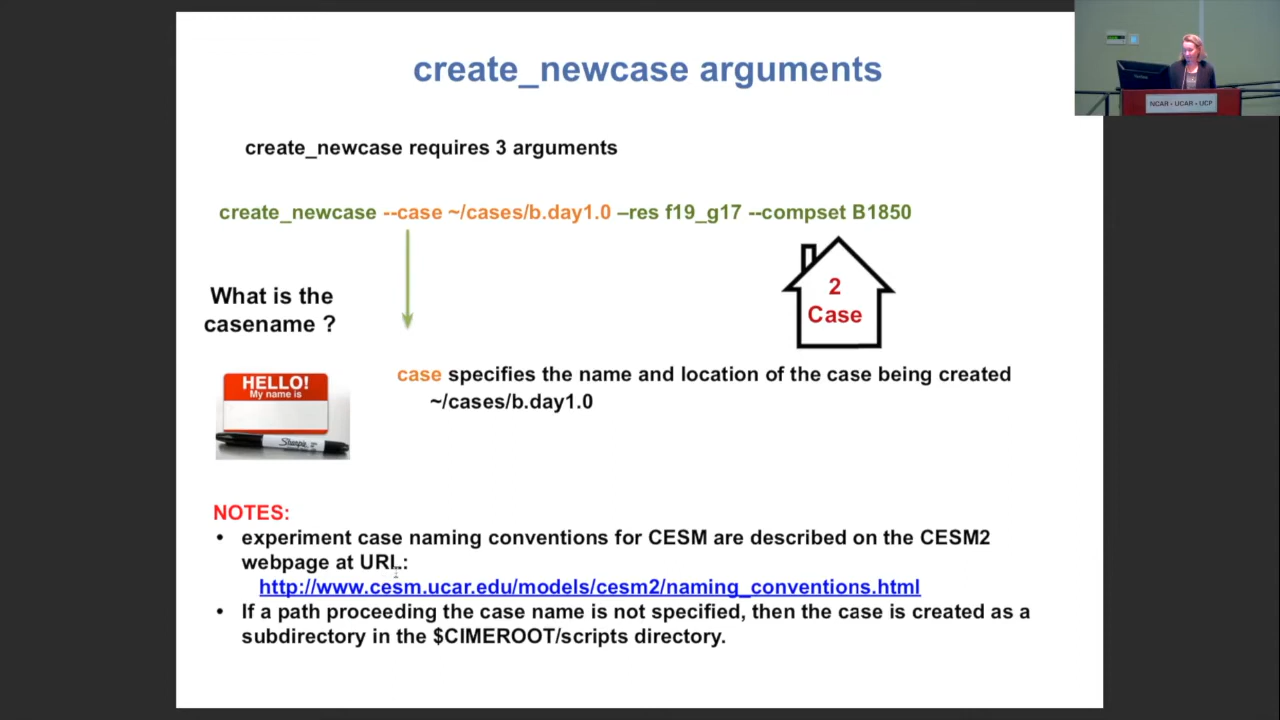 create_newcase arguments
NCAR • UCAR • UCP
create_newcase requires 3 arguments
create_newcase --case ~/cases/b.day1.0 –res f19_g17 --compset B1850
What is the
casename ?
2
Case
HELLO!
My name is
Sharpie
case specifies the name and location of the case being created
~/cases/b.day1.0
NOTES:
• experiment case naming conventions for CESM are described on the CESM2
webpage at URL:
http://www.cesm.ucar.edu/models/cesm2/naming_conventions.html
• If a path proceeding the case name is not specified, then the case is created as a
subdirectory in the $CIMEROOT/scripts directory.